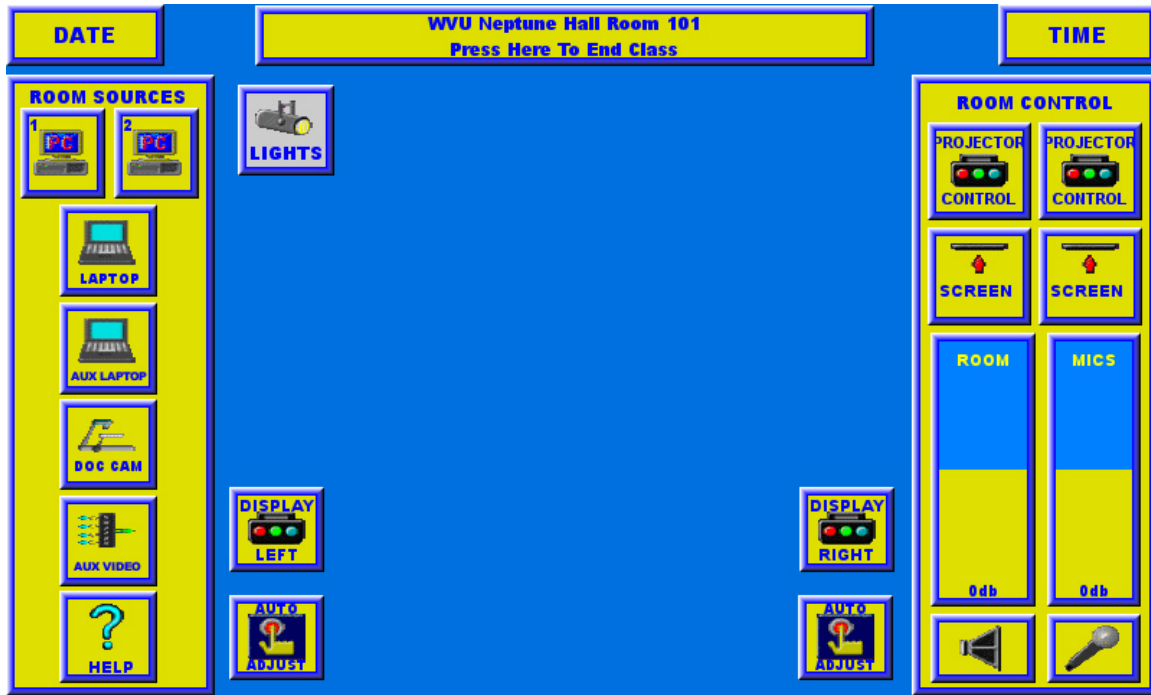 DATE
WVU Neptune Hall Room 101
Press Here To End Class
TIME
ROOM SOURCES
1
PC
2
PC
LAPTOP
AUX LAPTOP
DOC CAM
AUX VIDEO
?
HELP
LIGHTS
DISPLAY
LEFT
AUTO
ADJUST
DISPLAY
RIGHT
AUTO
ADJUST
ROOM CONTROL
PROJECTOR
CONTROL
PROJECTOR
CONTROL
SCREEN
SCREEN
ROOM
0db
MICS
0db